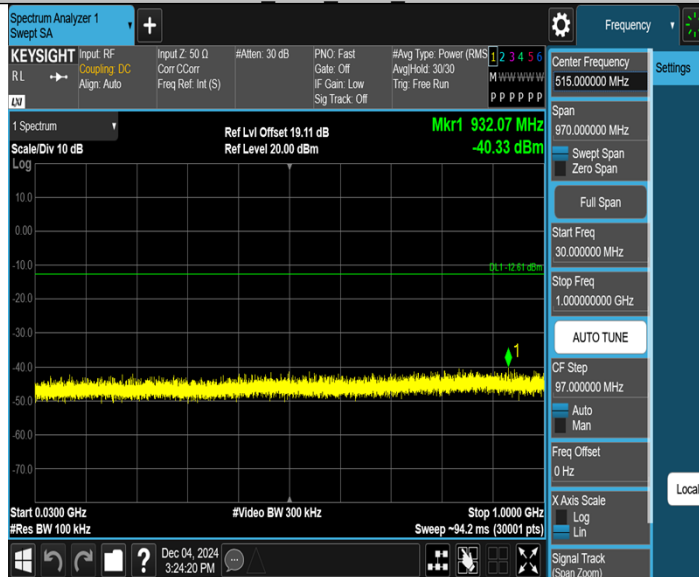 Spectrum Analyzer 1
Swept SA
Frequency
KEYSIGHT
RL
LXI
Input: RF
Coupling: DC
Align: Auto
Input Z: 50 Ω
Corr CCorr
Freq Ref: Int (S)
#Atten: 30 dB
PNO: Fast
Gate: Off
IF Gain: Low
Sig Track: Off
#Avg Type: Power (RMS
Avg|Hold: 30/30
Trig: Free Run
1 2 3 4 5 6
M W W W W W
P P P P P P
1 Spectrum
Scale/Div 10 dB
Ref Lvl Offset 19.11 dB
Ref Level 20.00 dBm
Mkr1 932.07 MHz
-40.33 dBm
Log
10.0
0.00
-10.0
DL1 -12.61 dBm
-20.0
-30.0
1
-40.0
-50.0
-60.0
-70.0
Start 0.0300 GHz
#Res BW 100 kHz
#Video BW 300 kHz
Stop 1.0000 GHz
Sweep ~94.2 ms (30001 pts)
Dec 04, 2024
3:24:20 PM
Center Frequency
515.000000 MHz
Span
970.000000 MHz
Swept Span
Zero Span
Full Span
Start Freq
30.000000 MHz
Stop Freq
1.000000000 GHz
AUTO TUNE
CF Step
97.000000 MHz
Auto
Man
Freq Offset
0 Hz
X Axis Scale
Log
Lin
Signal Track
(Span Zoom)
Settings
Local